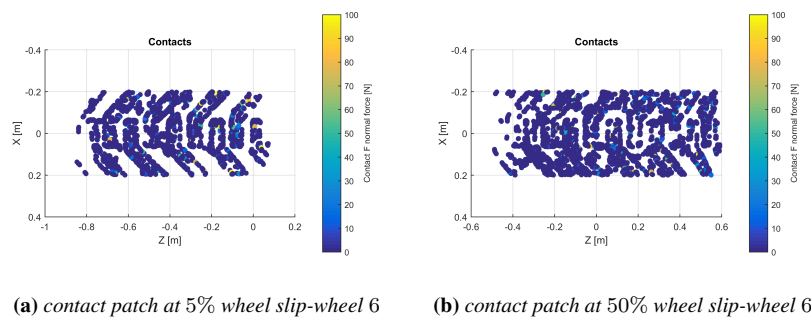 Contacts
-0.4
-0.2
0
0.2
0.4
X [m]
-1 -0.8 -0.6 -0.4 -0.2 0 0.2
Z [m]
100
90
80
70
60
50
40
30
20
10
0
Contact F normal force [N]
Contacts
-0.4
-0.2
0
0.2
0.4
X [m]
-0.6 -0.4 -0.2 0 0.2 0.4 0.6
Z [m]
100
90
80
70
60
50
40
30
20
10
0
Contact F normal force [N]
(a) contact patch at 5% wheel slip-wheel 6
(b) contact patch at 50% wheel slip-wheel 6